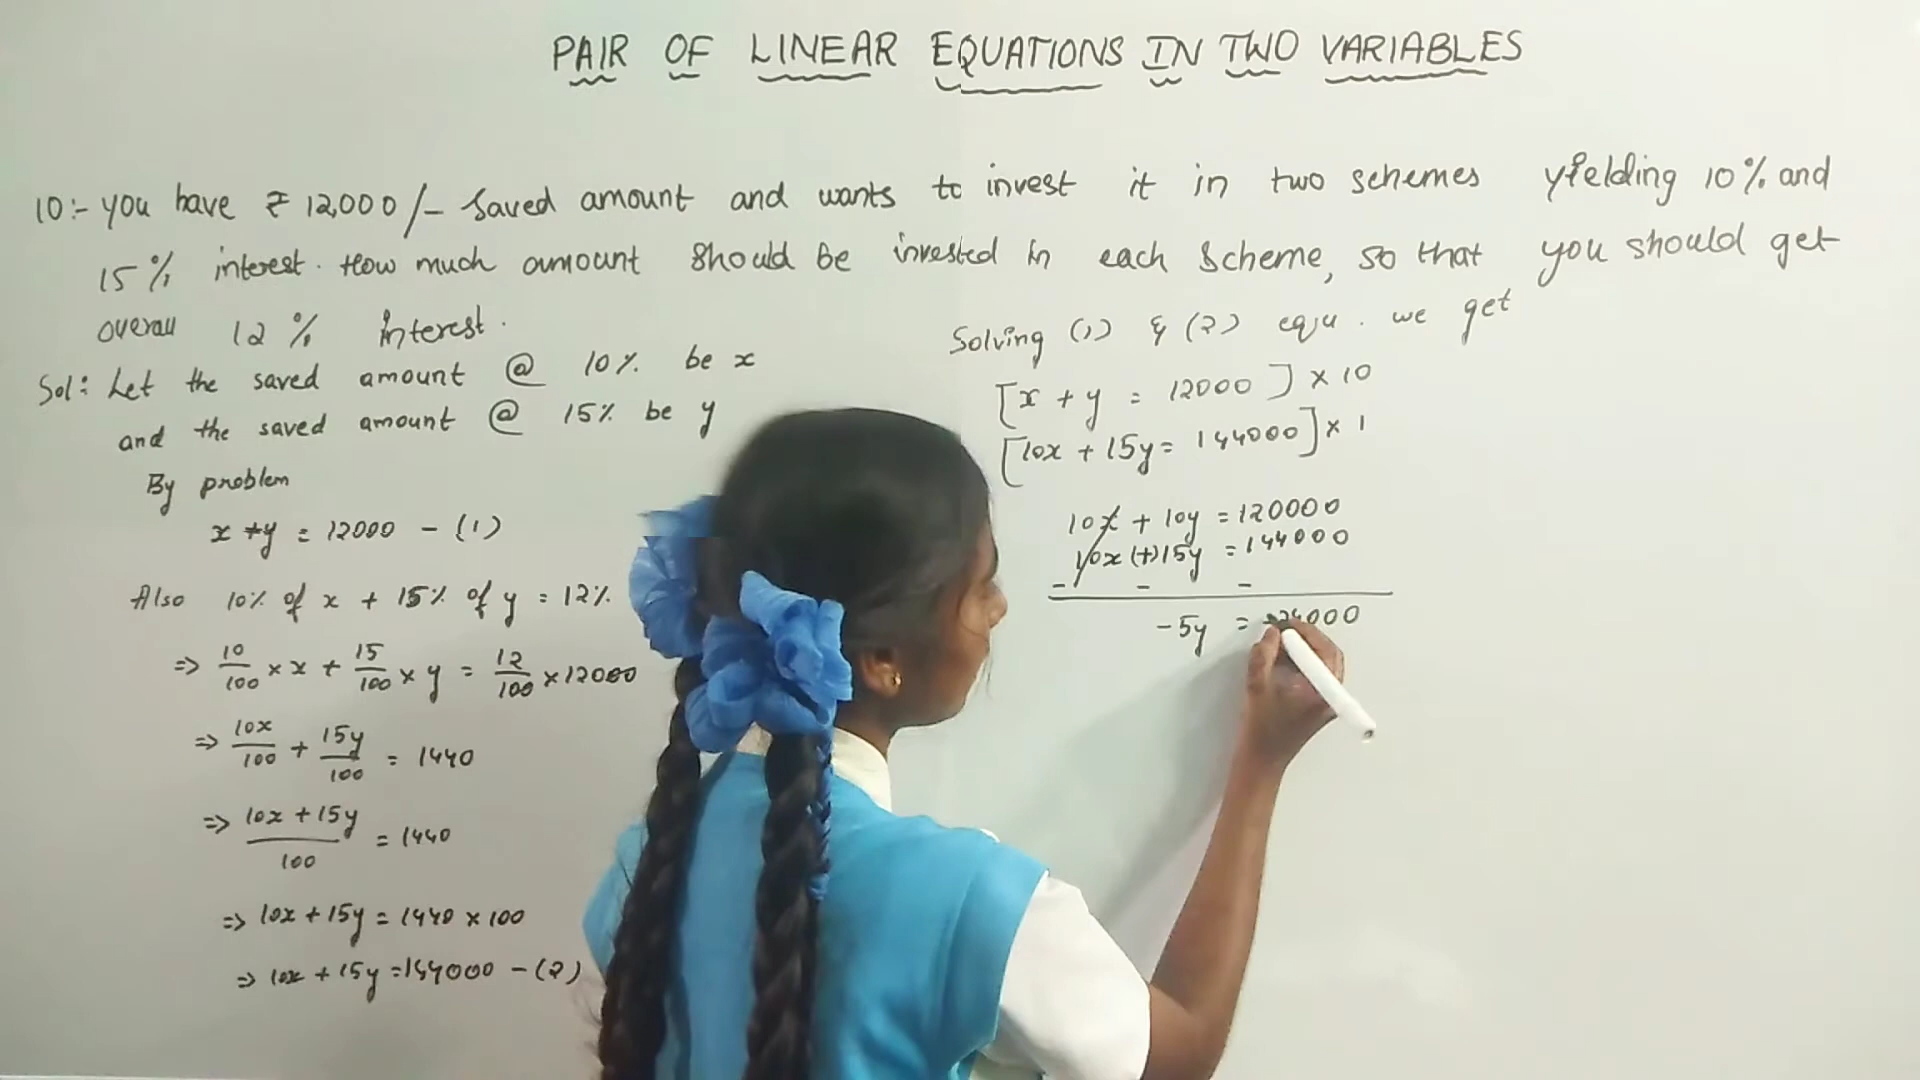 PAIR OF LINEAR EQUATIONS IN TWO VARIABLES
10:- you have ₹ 12,000/- saved amount and wants to invest it in two schemes yielding 10% and
15% interest. How much amount should be invested in each scheme, so that you should get
overall 12% interest.
Sol: Let the saved amount @ 10% be x
and the saved amount @ 15% be y
By problem
x + y = 12000 - (1)
Also 10% of x + 15% of y = 12%
⇒ 10/100 × x + 15/100 × y = 12/100 × 12000
⇒ 10x/100 + 15y/100 = 1440
⇒ 10x + 15y/100 = 1440
⇒ 10x + 15y = 1440 × 100
⇒ 10x + 15y = 144000 - (2)
Solving (1) & (2) equ. we get
[x + y = 12000] × 10
[10x + 15y = 144000] × 1
10x + 10y = 120000
10x (+) 15y = 144000
- - -
-5y = 24000